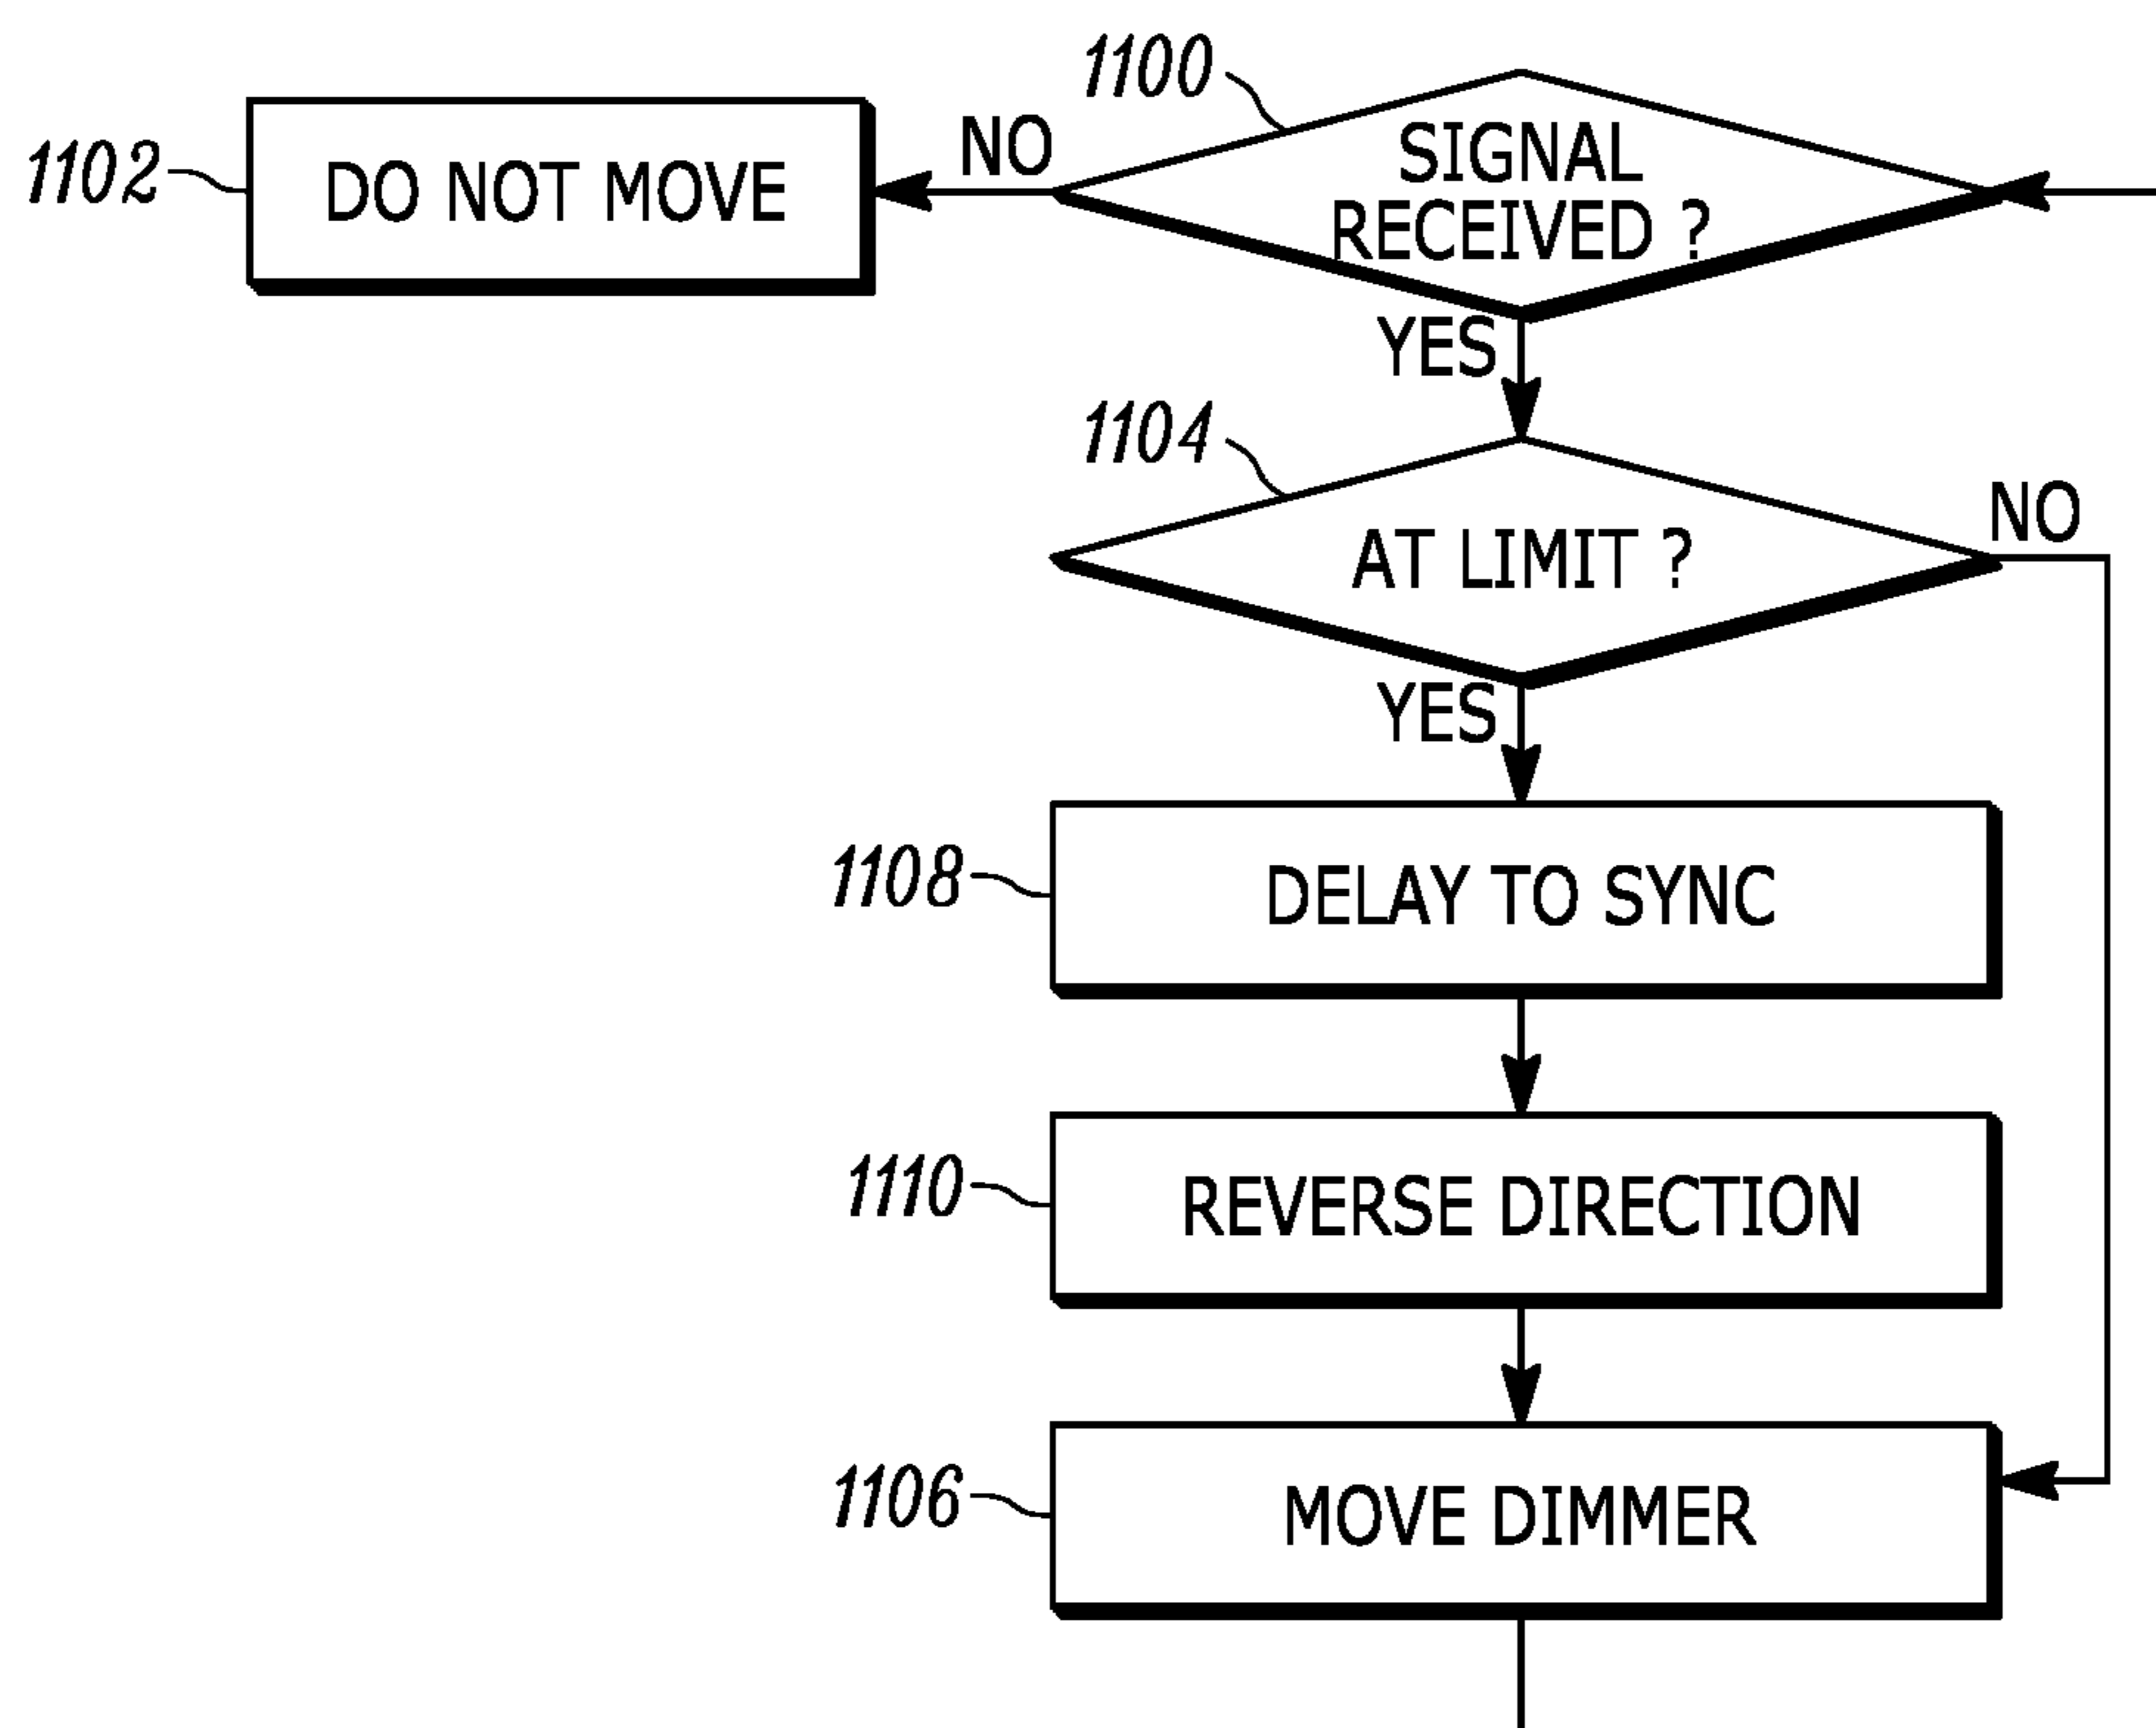 1100
1102
DO NOT MOVE
NO
SIGNAL
RECEIVED ?
YES
1104
AT LIMIT ?
NO
YES
1108
DELAY TO SYNC
1110
REVERSE DIRECTION
1106
MOVE DIMMER